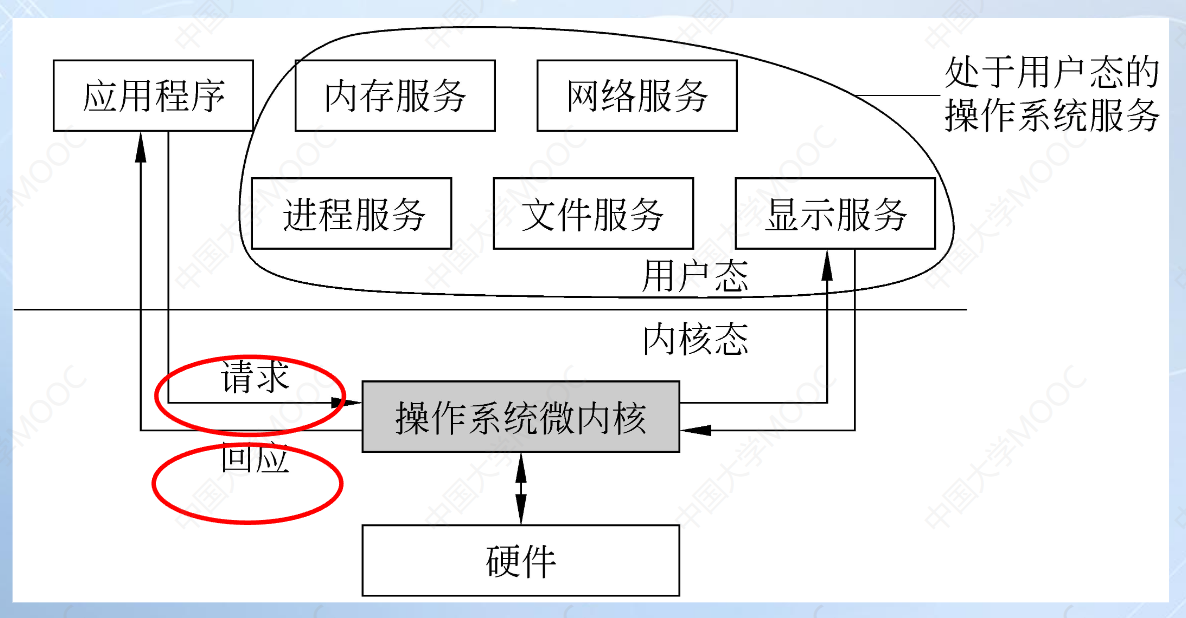 应用程序
内存服务
网络服务
处于用户态的
操作系统服务
进程服务
文件服务
显示服务
用户态
内核态
请求
操作系统微内核
回应
硬件
中国大学MOOC